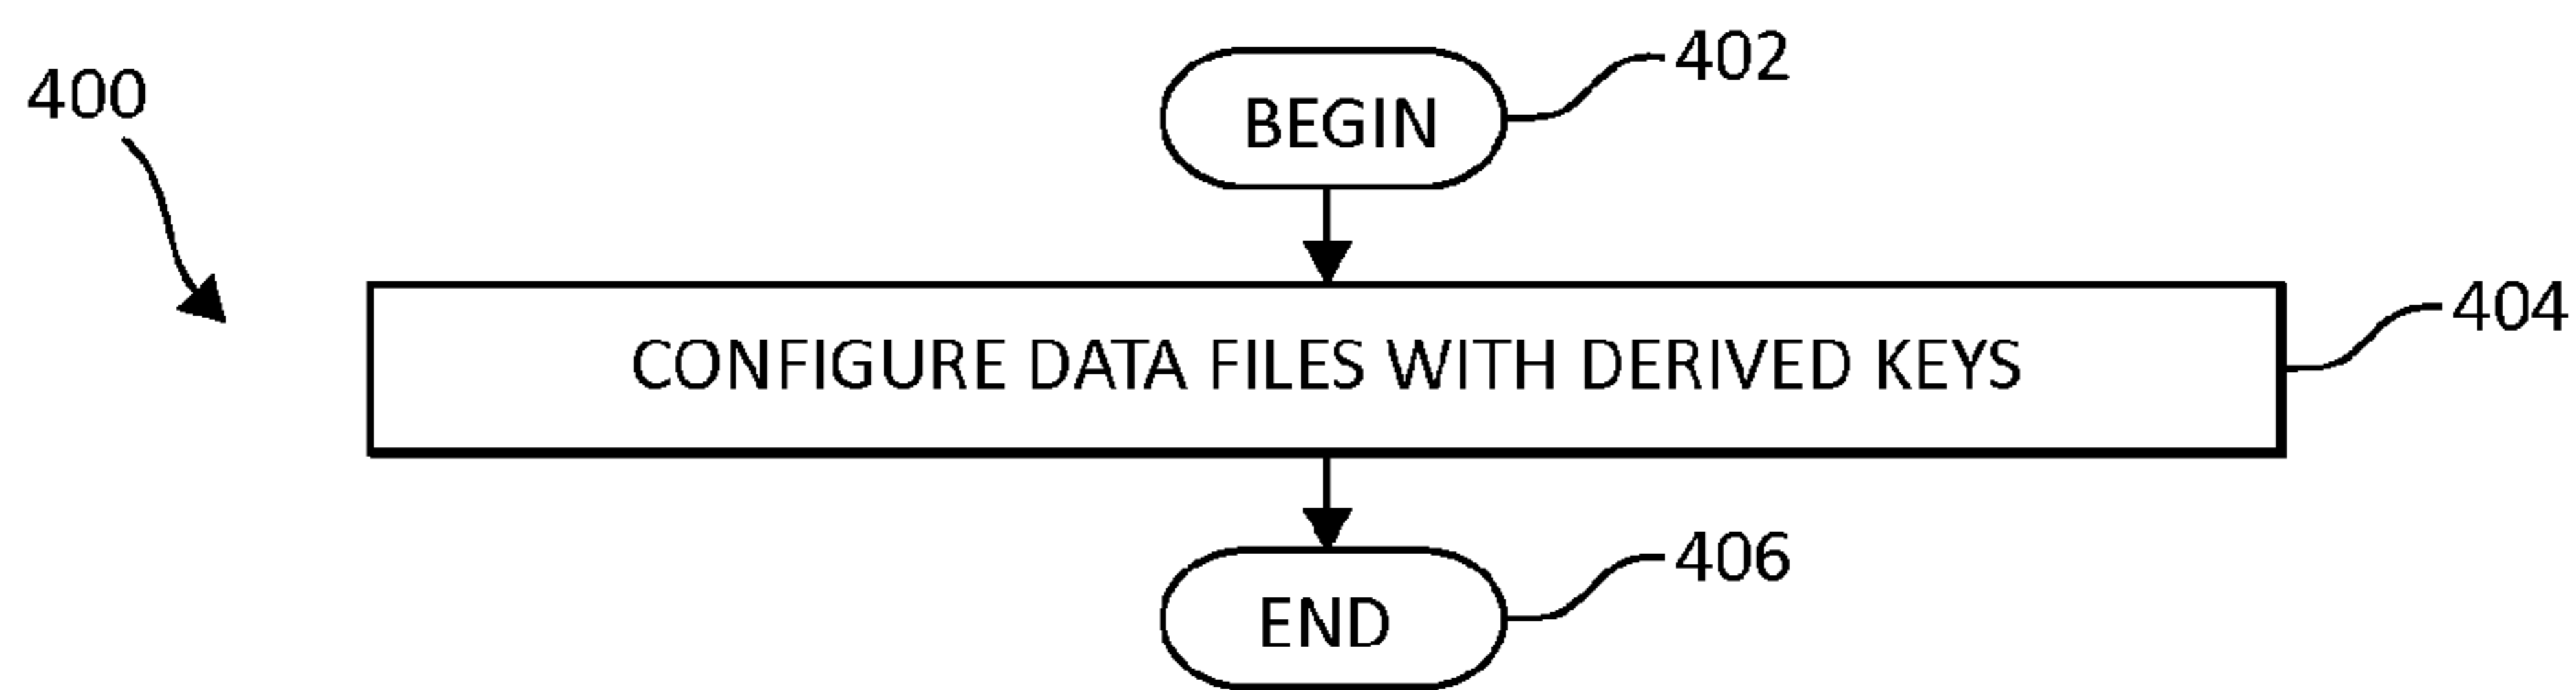 402
400
BEGIN
404
CONFIGURE DATA FILES WITH DERIVED KEYS
406
END